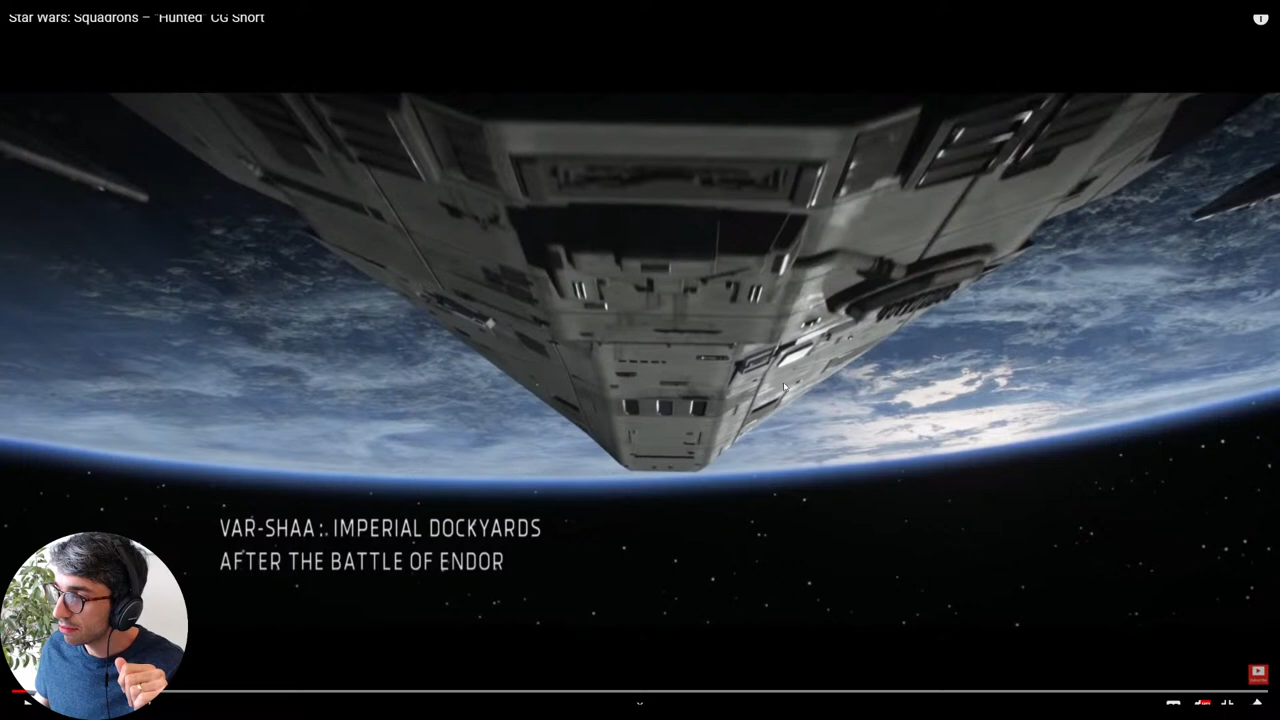 Star Wars: Squadrons – "Hunted" CG Short
VAR-SHAA: IMPERIAL DOCKYARDS
AFTER THE BATTLE OF ENDOR